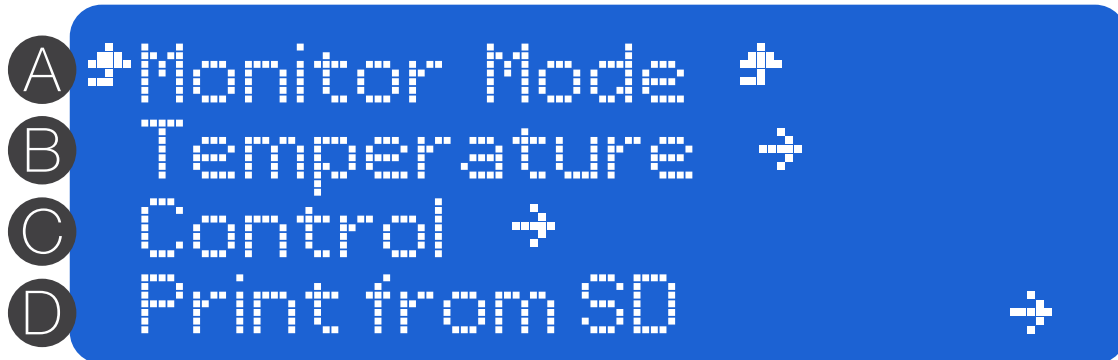 A Monitor Mode
B Temperature →
C Control →
D Print from SD →